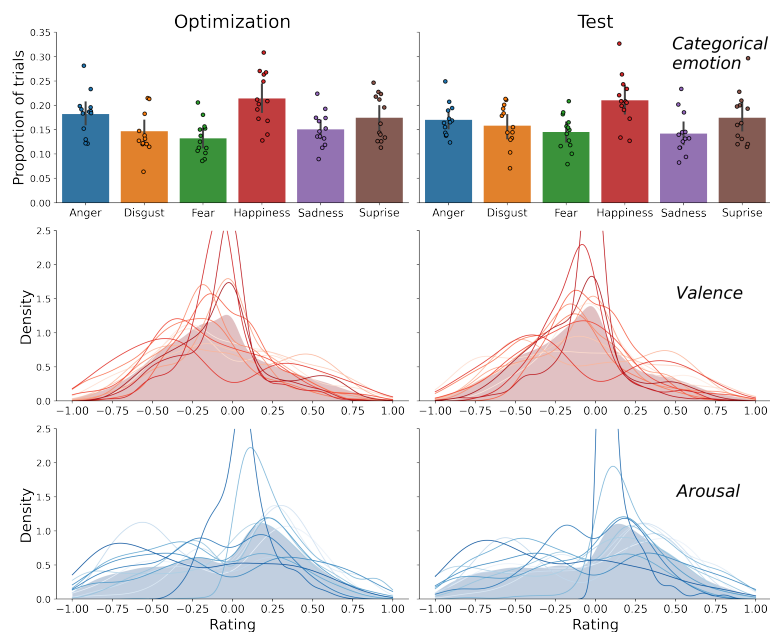 Optimization
Test
Categorical
emotion
Proportion of trials
0.35
0.30
0.25
0.20
0.15
0.10
0.05
0.00
Anger Disgust Fear Happiness Sadness Suprise
Anger Disgust Fear Happiness Sadness Suprise
Valence
Density
2.5
2.0
1.5
1.0
0.5
0.0
−1.00 −0.75 −0.50 −0.25 0.00 0.25 0.50 0.75 1.00
−1.00 −0.75 −0.50 −0.25 0.00 0.25 0.50 0.75 1.00
Arousal
Density
2.5
2.0
1.5
1.0
0.5
0.0
−1.00 −0.75 −0.50 −0.25 0.00 0.25 0.50 0.75 1.00
−1.00 −0.75 −0.50 −0.25 0.00 0.25 0.50 0.75 1.00
Rating
Rating